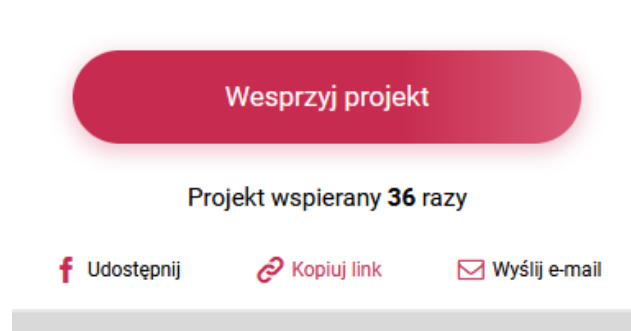 Wesprzyj projekt
Projekt wspierany 36 razy
Udostępnij Kopiuj link Wyślij e-mail